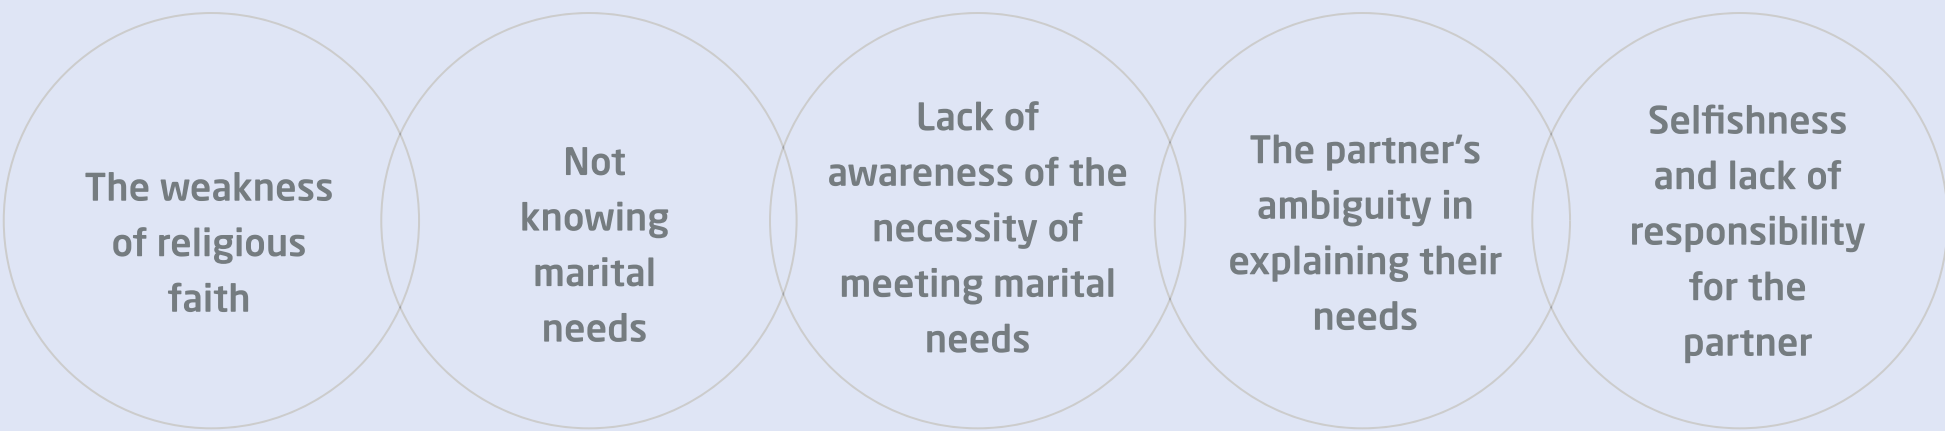 The weakness
of religious
faith
Not
knowing
marital
needs
Lack of
awareness of the
necessity of
meeting marital
needs
The partner's
ambiguity in
explaining their
needs
Selfishness
and lack of
responsibility
for the
partner